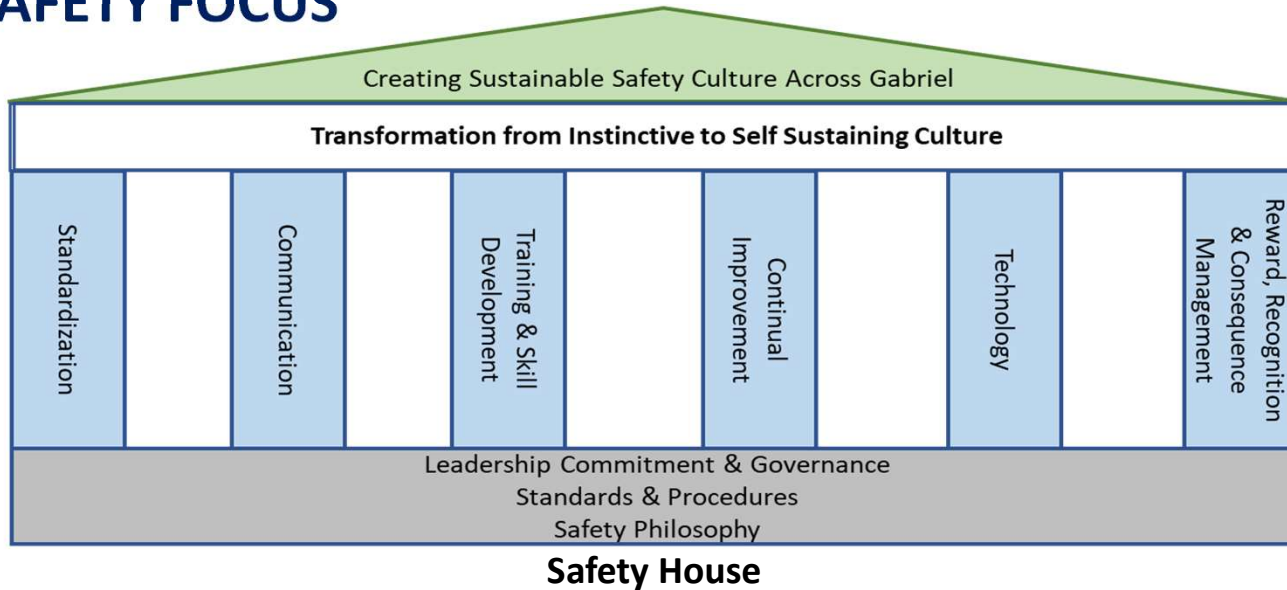 AFETY FOCUS
Creating Sustainable Safety Culture Across Gabriel
Transformation from Instinctive to Self Sustaining Culture
Standardization
Communication
Training & Skill
Development
Continual
Improvement
Technology
Reward, Recognition
& Consequence
Management
Leadership Commitment & Governance
Standards & Procedures
Safety Philosophy
Safety House